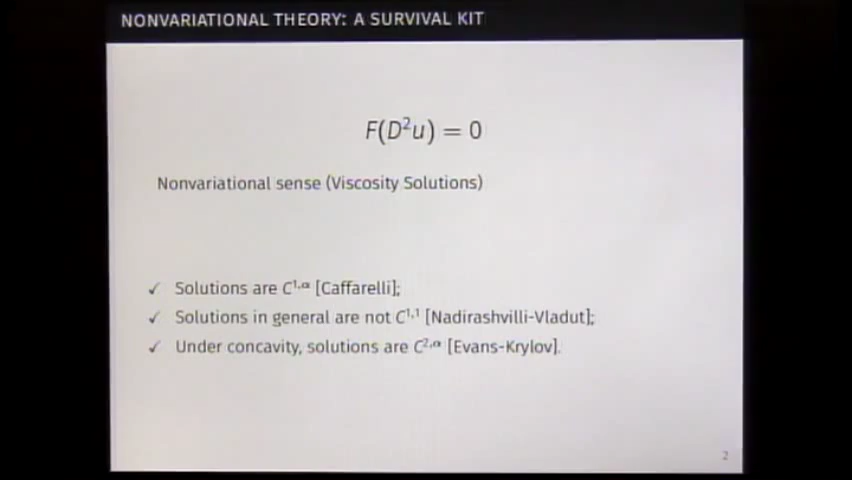 NONVARIATIONAL THEORY: A SURVIVAL KIT
F(D²u) = 0
Nonvariational sense (Viscosity Solutions)
✓ Solutions are C^{1,α} [Caffarelli];
✓ Solutions in general are not C^{1,1} [Nadirashvilli-Vladut];
✓ Under concavity, solutions are C^{2,α} [Evans-Krylov].
2